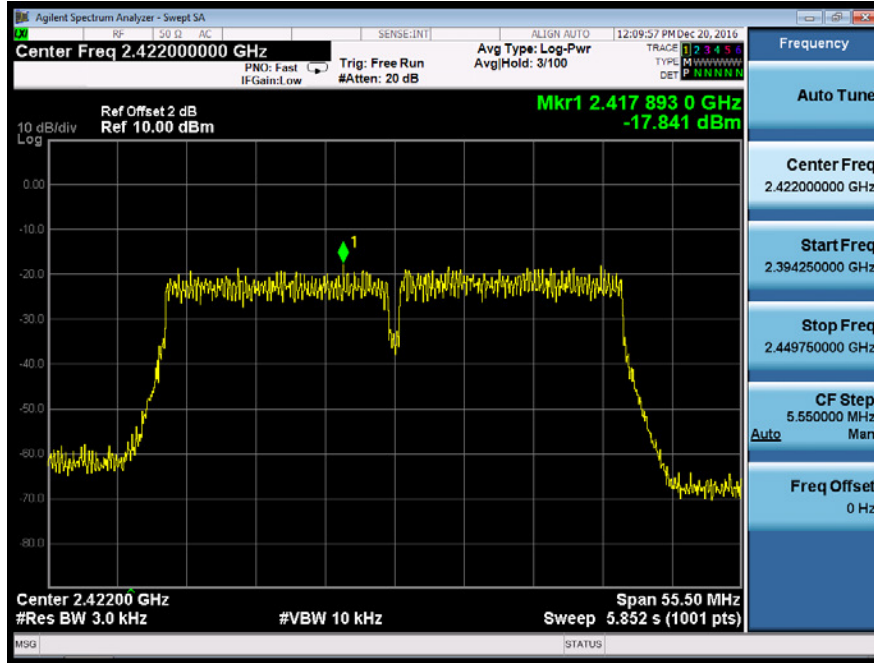 Agilent Spectrum Analyzer - Swept SA
RF 50 Ω AC SENSE:INT ALIGN AUTO 12:09:57 PM Dec 20, 2016
Center Freq 2.422000000 GHz
PNO: Fast
IFGain:Low
Trig: Free Run
#Atten: 20 dB
Avg Type: Log-Pwr
Avg|Hold: 3/100
TRACE 1 2 3 4 5 6
TYPE M W W W W W
DET P N N N N N
Ref Offset 2 dB
10 dB/div Ref 10.00 dBm
Log
Mkr1 2.417 893 0 GHz
-17.841 dBm
0.00
-10.0
1
-20.0
-30.0
-40.0
-50.0
-60.0
-70.0
-80.0
Center 2.42200 GHz Span 55.50 MHz
#Res BW 3.0 kHz #VBW 10 kHz Sweep 5.852 s (1001 pts)
MSG STATUS
Frequency
Auto Tune
Center Freq
2.422000000 GHz
Start Freq
2.394250000 GHz
Stop Freq
2.449750000 GHz
CF Step
5.550000 MHz
Auto Man
Freq Offset
0 Hz